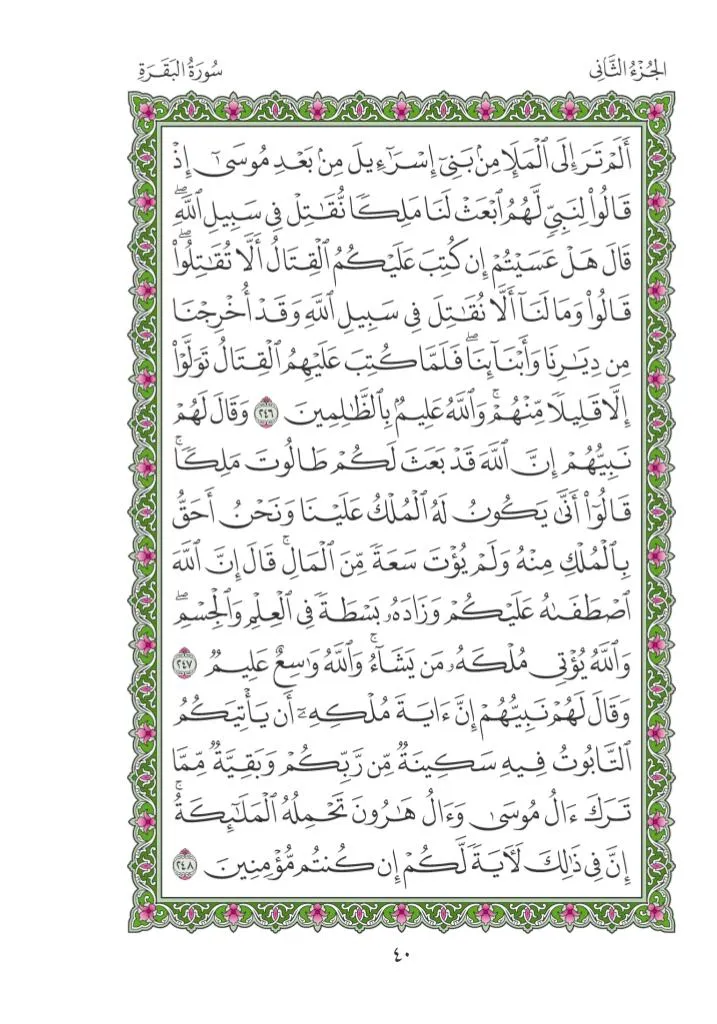 الجُزْءُ الثَّانِي
سُورَةُ البَقَرَةِ
أَلَمْ تَرَ إِلَى ٱلْمَلَإِ مِنۢ بَنِىٓ إِسْرَٰٓءِيلَ مِنۢ بَعْدِ مُوسَىٰٓ إِذْ
قَالُوا۟ لِنَبِىٍّ لَّهُمُ ٱبْعَثْ لَنَا مَلِكًا نُّقَـٰتِلْ فِى سَبِيلِ ٱللَّهِ ۖ
قَالَ هَلْ عَسَيْتُمْ إِن كُتِبَ عَلَيْكُمُ ٱلْقِتَالُ أَلَّا تُقَـٰتِلُوا۟ ۖ
قَالُوا۟ وَمَا لَنَآ أَلَّا نُقَـٰتِلَ فِى سَبِيلِ ٱللَّهِ وَقَدْ أُخْرِجْنَا
مِن دِيَـٰرِنَا وَأَبْنَآئِنَا ۖ فَلَمَّا كُتِبَ عَلَيْهِمُ ٱلْقِتَالُ تَوَلَّوْا۟
إِلَّا قَلِيلًا مِّنْهُمْ ۗ وَٱللَّهُ عَلِيمٌۢ بِٱلظَّـٰلِمِينَ ٢٤٦ وَقَالَ لَهُمْ
نَبِيُّهُمْ إِنَّ ٱللَّهَ قَدْ بَعَثَ لَكُمْ طَالُوتَ مَلِكًا ۚ
قَالُوٓا۟ أَنَّىٰ يَكُونُ لَهُ ٱلْمُلْكُ عَلَيْنَا وَنَحْنُ أَحَقُّ
بِٱلْمُلْكِ مِنْهُ وَلَمْ يُؤْتَ سَعَةً مِّنَ ٱلْمَالِ ۚ قَالَ إِنَّ ٱللَّهَ
ٱصْطَفَىٰهُ عَلَيْكُمْ وَزَادَهُۥ بَسْطَةً فِى ٱلْعِلْمِ وَٱلْجِسْمِ ۖ
وَٱللَّهُ يُؤْتِى مُلْكَهُۥ مَن يَشَآءُ ۚ وَٱللَّهُ وَٰسِعٌ عَلِيمٌ ٢٤٧
وَقَالَ لَهُمْ نَبِيُّهُمْ إِنَّ ءَايَةَ مُلْكِهِۦٓ أَن يَأْتِيَكُمُ
ٱلتَّابُوتُ فِيهِ سَكِينَةٌ مِّن رَّبِّكُمْ وَبَقِيَّةٌ مِّمَّا
تَرَكَ ءَالُ مُوسَىٰ وَءَالُ هَـٰرُونَ تَحْمِلُهُ ٱلْمَلَـٰٓئِكَةُ ۚ
إِنَّ فِى ذَٰلِكَ لَـَٔايَةً لَّكُمْ إِن كُنتُم مُّؤْمِنِينَ ٢٤٨
٤٠